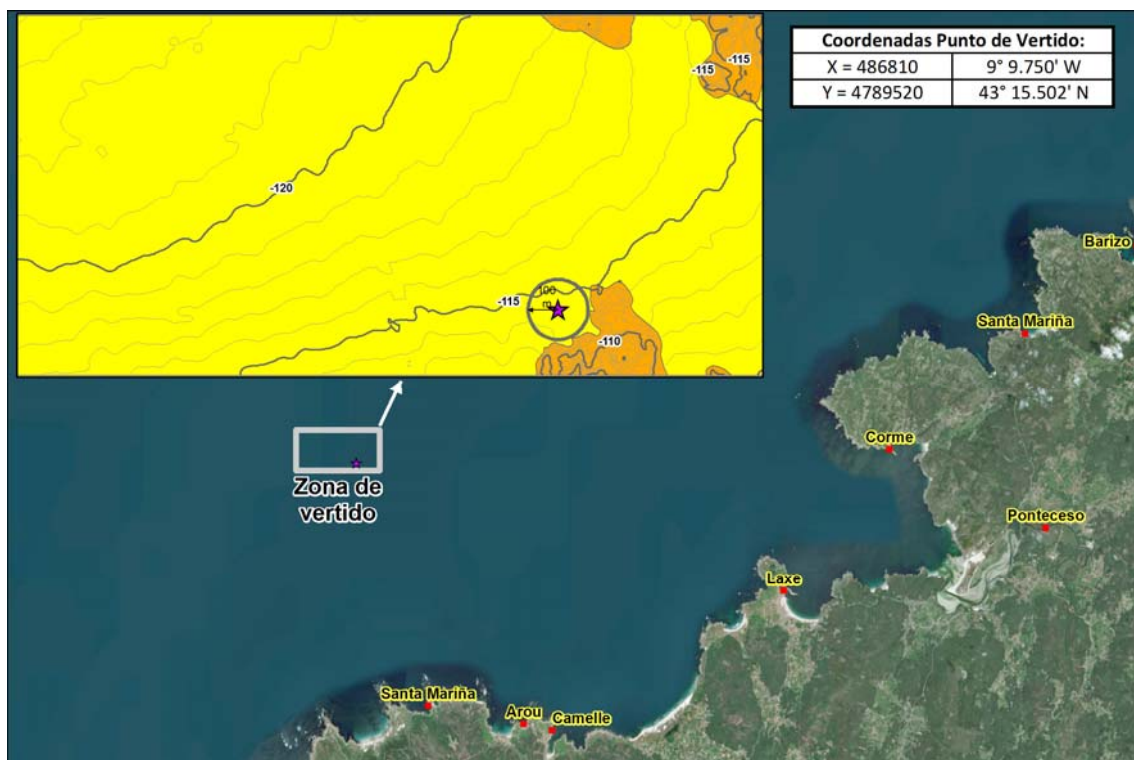 Coordenadas Punto de Vertido:
X = 486810 9° 9.750' W
Y = 4789520 43° 15.502' N
-115
-115
-120
-115
100
m
-110
Barizo
Santa Mariña
Corme
Zona de
vertido
Ponteceso
Laxe
Santa Mariña
Arou
Camelle